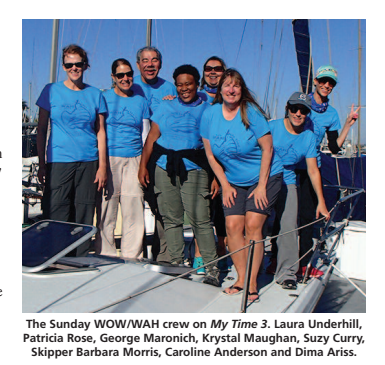 The Sunday WOW/WAH crew on My Time 3. Laura Underhill,
Patricia Rose, George Maronich, Krystal Maughan, Suzy Curry,
Skipper Barbara Morris, Caroline Anderson and Dima Ariss.